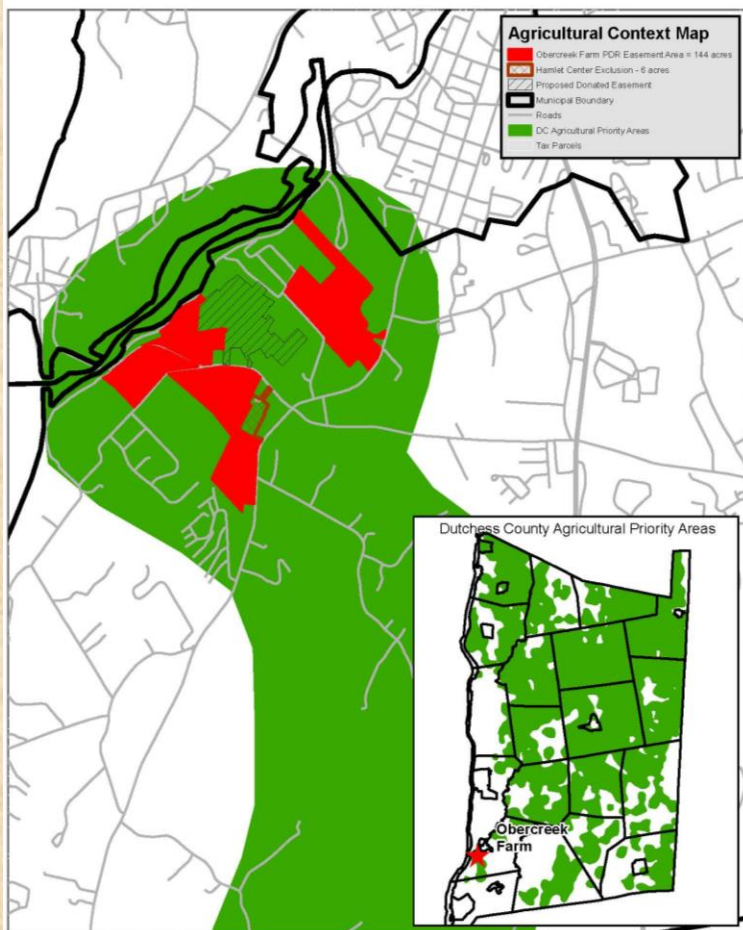 Agricultural Context Map
Obercreek Farm PDR Easement Area = 144 acres
Hamlet Center Exclusion - 6 acres
Proposed Donated Easement
Municipal Boundary
Roads
DC Agricultural Priority Areas
Tax Parcels
Dutchess County Agricultural Priority Areas
Obercreek
Farm